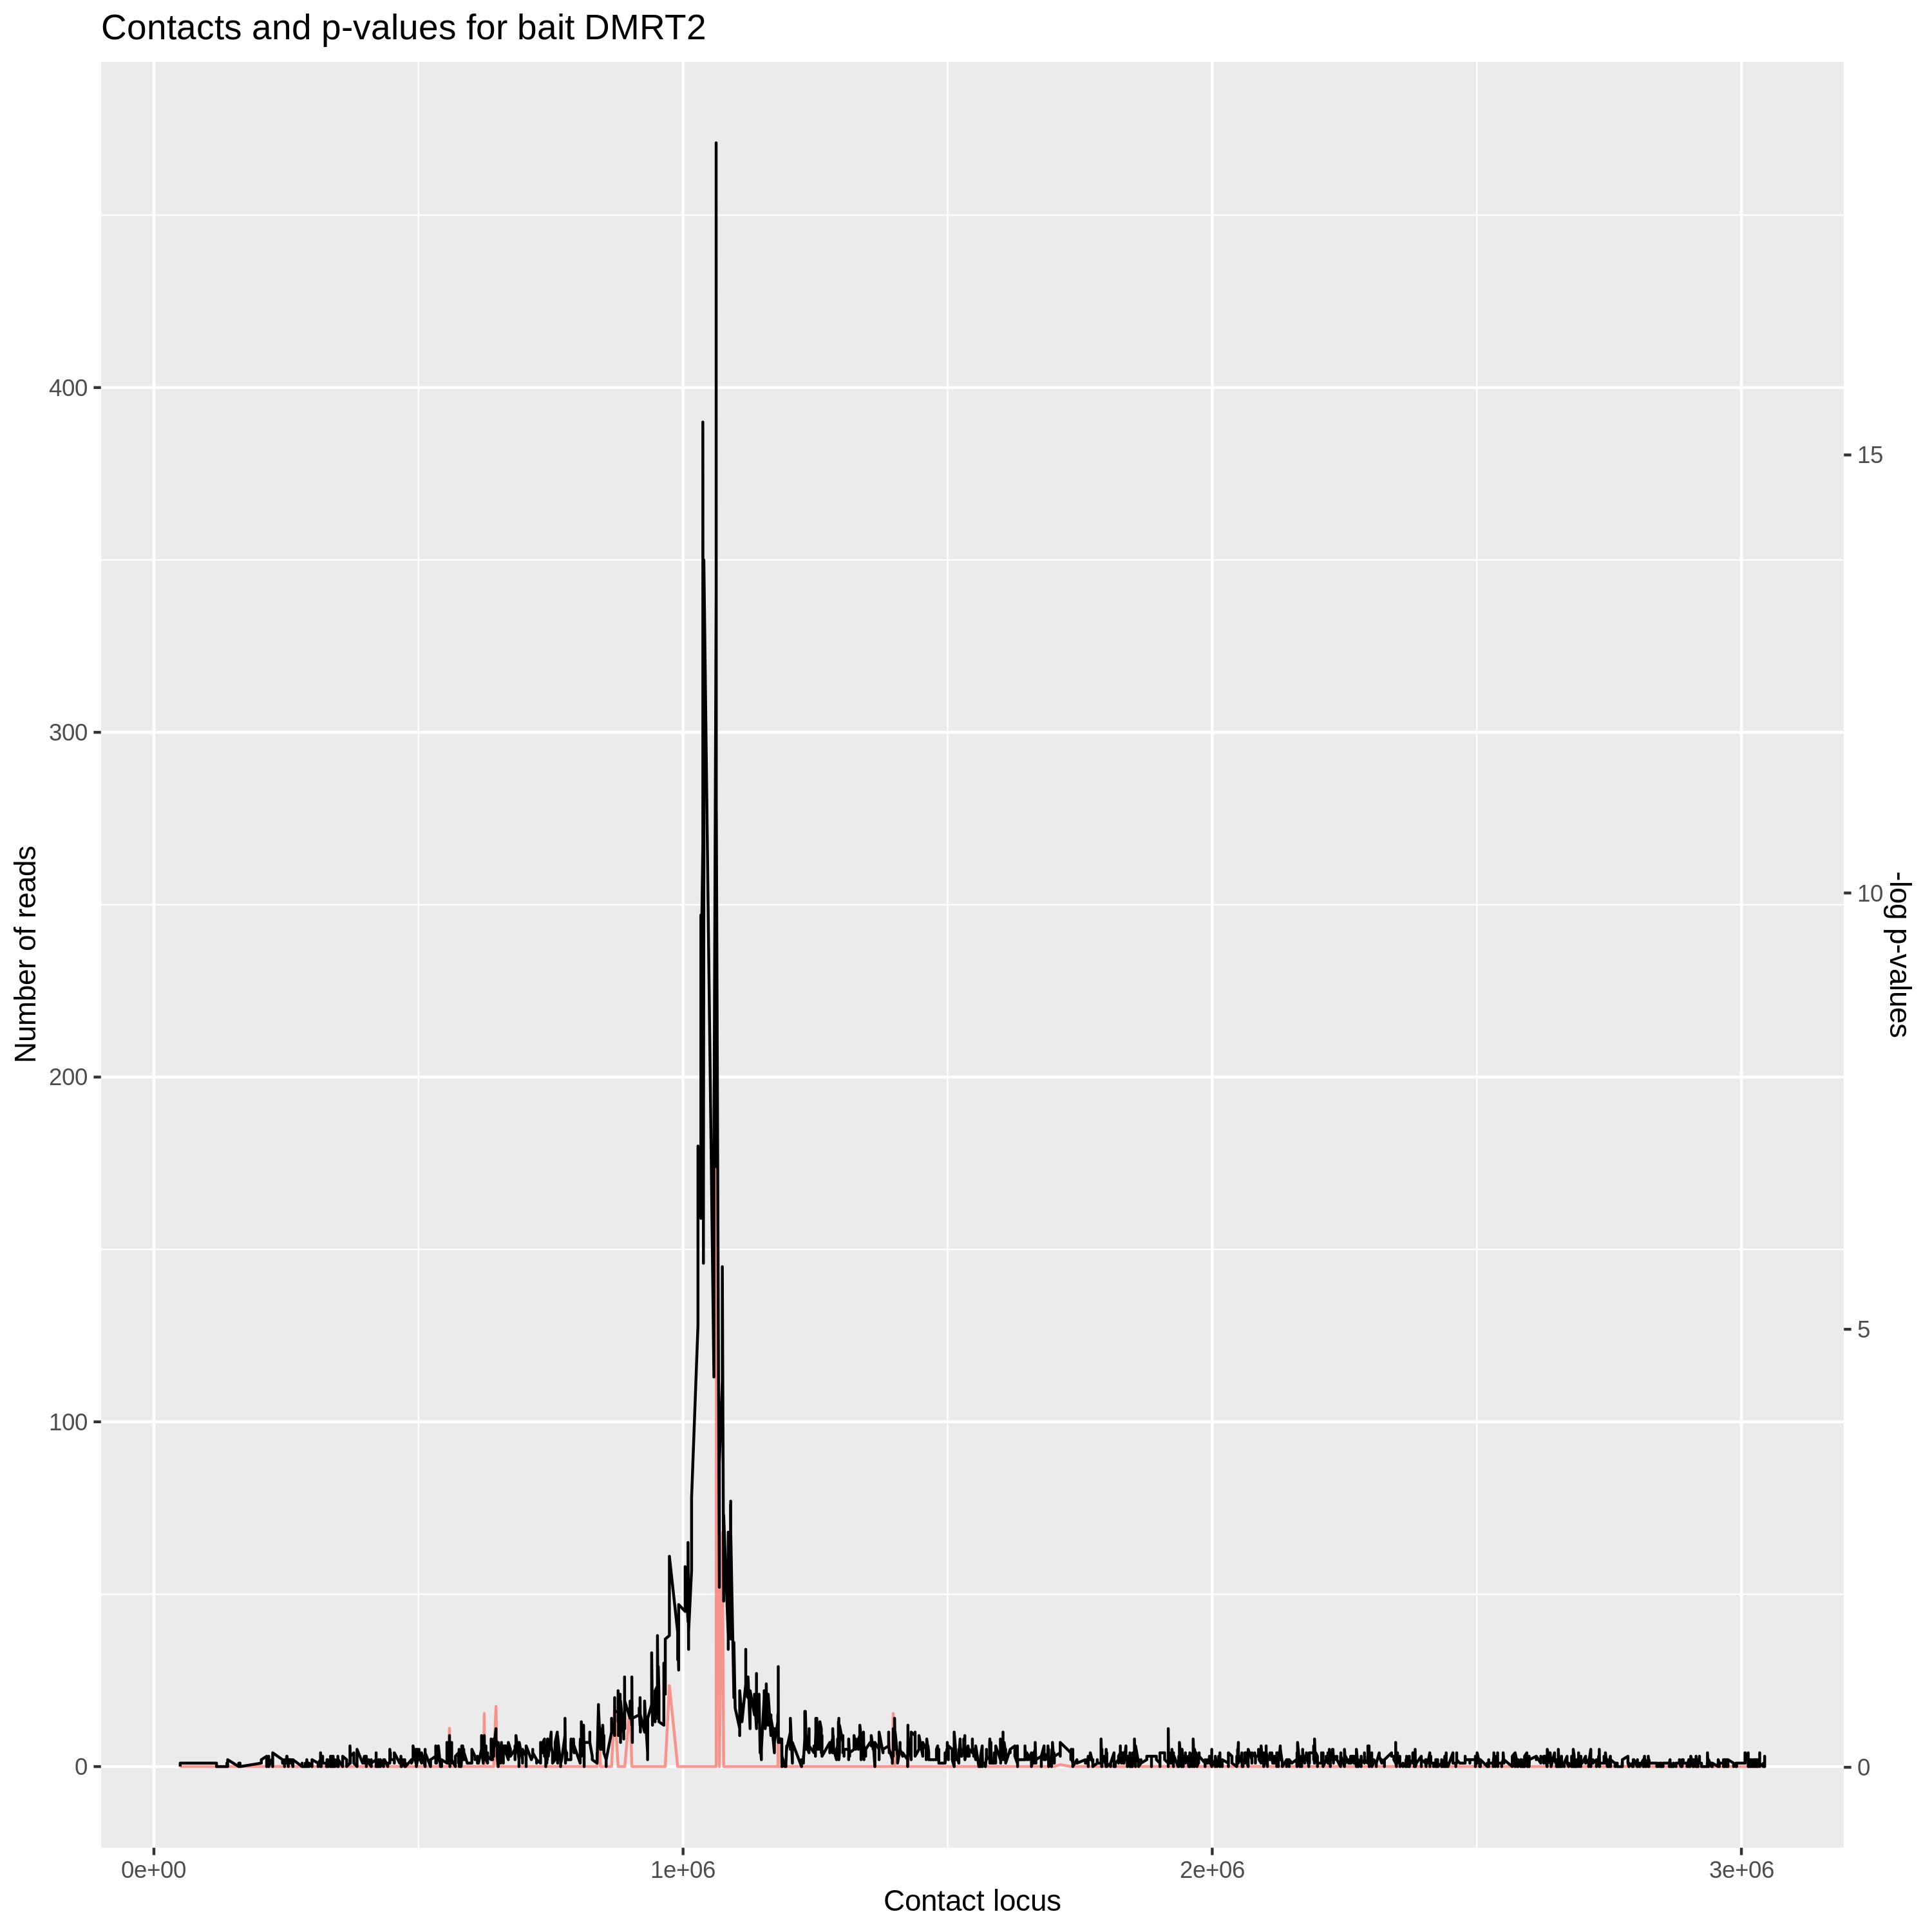 Contacts and p-values for bait DMRT2
Number of reads
400
300
200
100
0
15
10
5
0
-log p-values
0e+00
1e+06
2e+06
3e+06
Contact locus